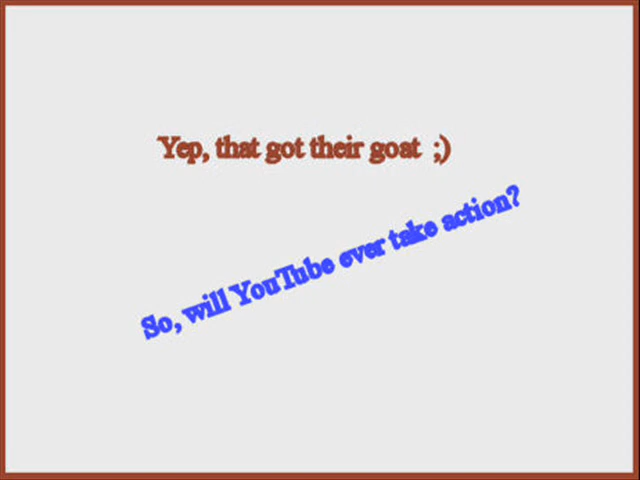 Yep, that got their goat  ;)
So, will YouTube ever take action?